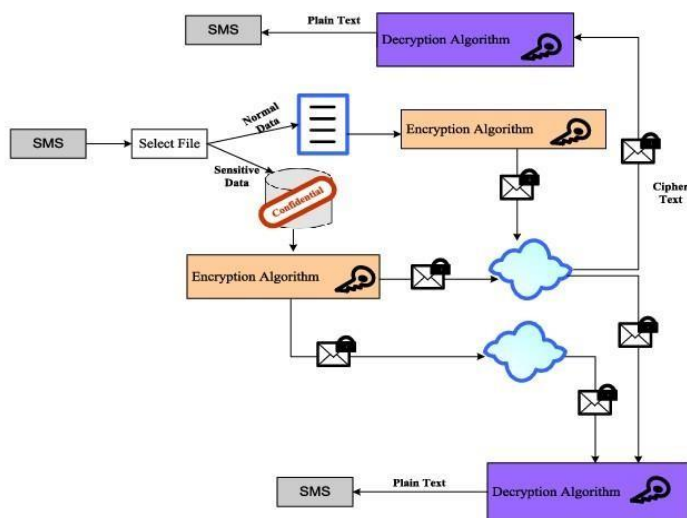 SMS
Plain Text
Decryption Algorithm
Normal
Data
SMS
Select File
Encryption Algorithm
Sensitive
Data
Confidential
Cipher
Text
Encryption Algorithm
Plain Text
SMS
Decryption Algorithm